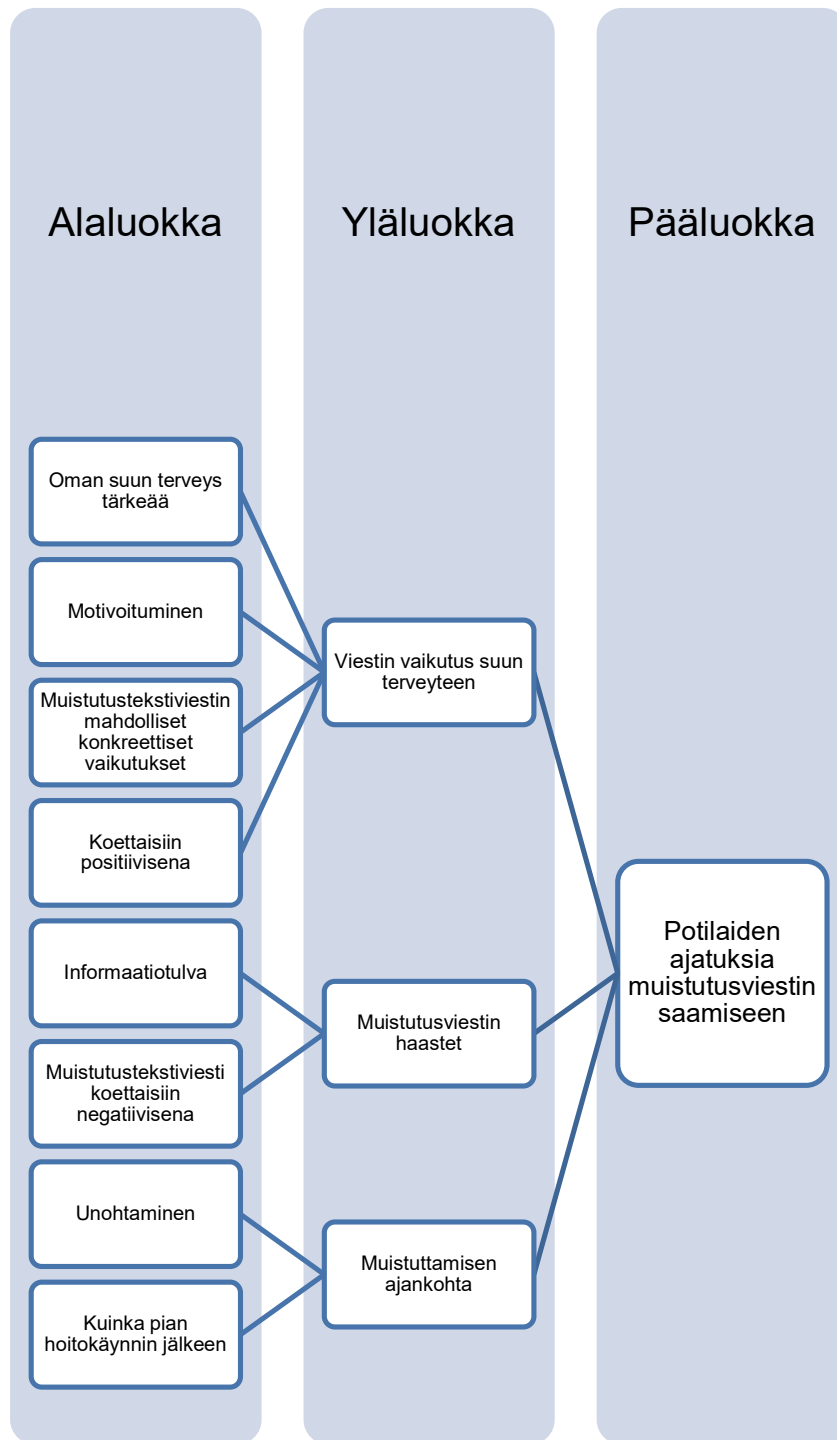 Alaluokka
Yläluokka
Pääluokka
Oman suun terveys
tärkeää
Motivoituminen
Muistutustekstiviestin
mahdolliset
konkreettiset
vaikutukset
Koettaisiin
positiivisena
Informaatiotulva
Muistutustekstiviesti
koettaisiin
negatiivisena
Unohtaminen
Kuinka pian
hoitokäynnin jälkeen
Viestin vaikutus suun
terveyteen
Muistutusviestin
haastet
Muistuttamisen
ajankohta
Potilaiden
ajatuksia
muistutusviestin
saamiseen